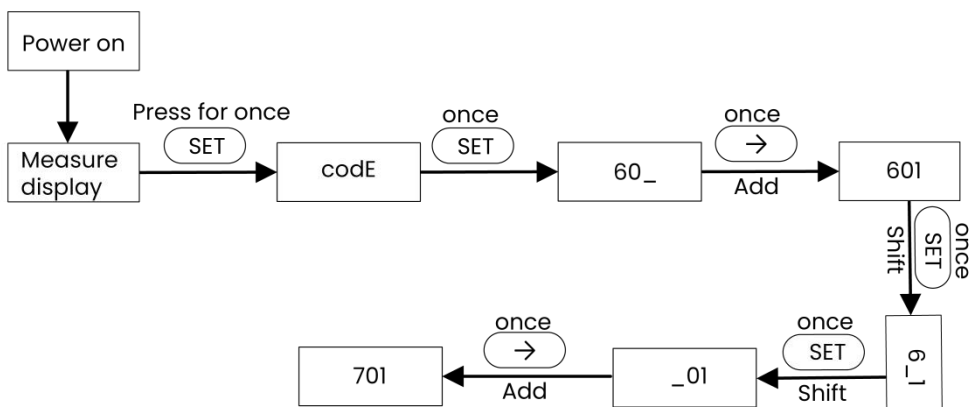 Power on
Measure
display
Press for once
SET
codE
once
SET
60_
once
→
Add
601
once
SET
Shift
6_1
once
SET
Shift
_01
once
→
Add
701